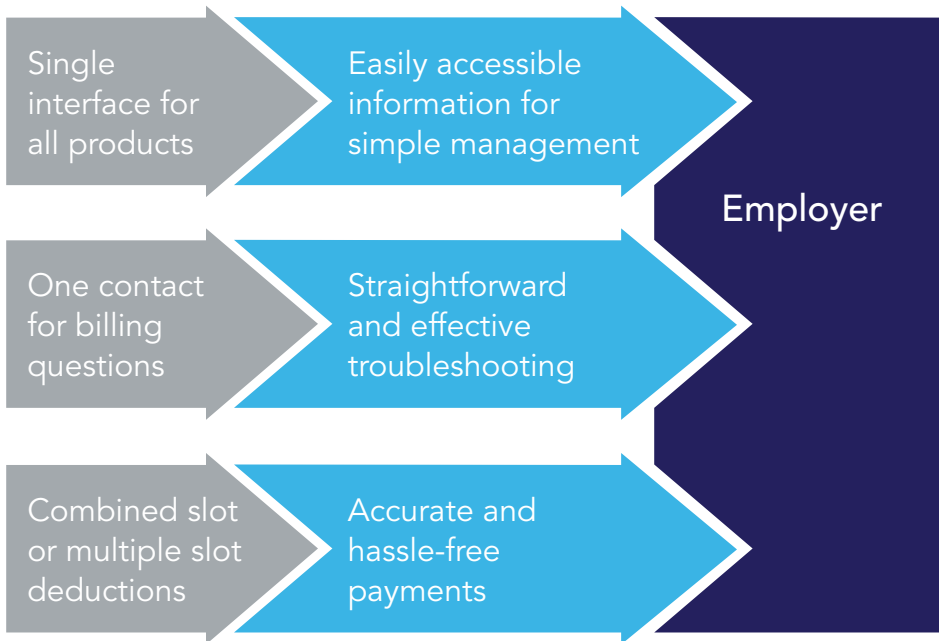 Single
interface for
all products
Easily accessible
information for
simple management
Employer
One contact
for billing
questions
Straightforward
and effective
troubleshooting
Combined slot
or multiple slot
deductions
Accurate and
hassle-free
payments